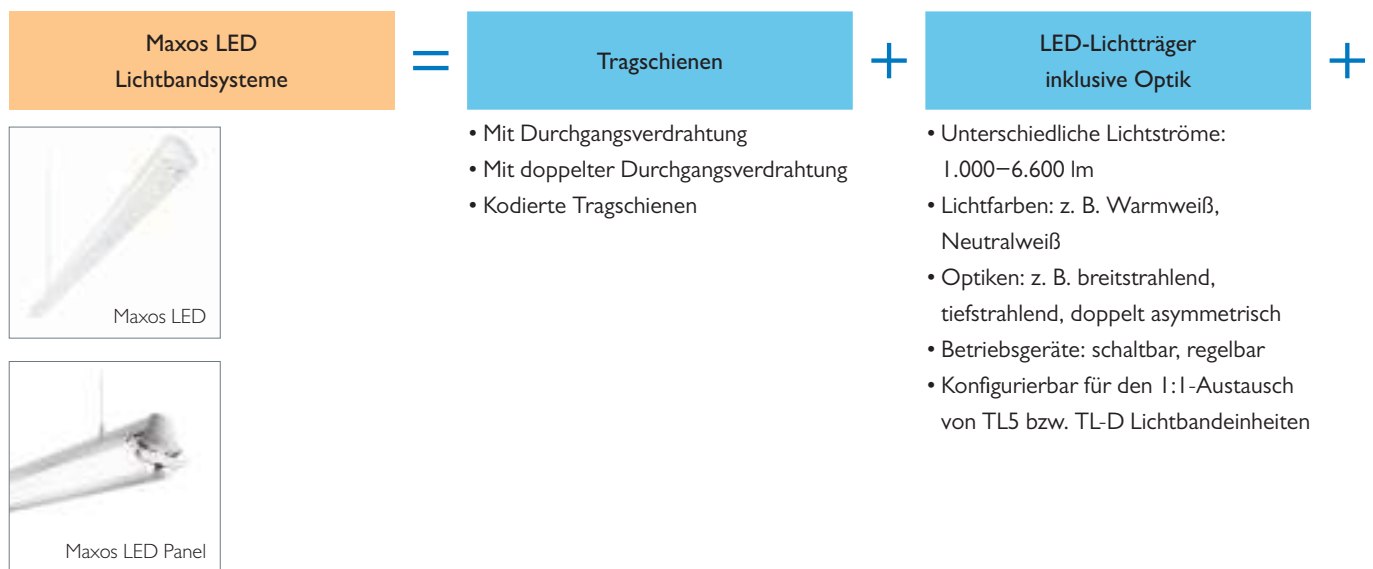 Maxos LED
Lichtbandsysteme
=
Tragschienen
+
LED-Lichtträger
inklusive Optik
+
Maxos LED
Maxos LED Panel
• Mit Durchgangsverdrahtung
• Mit doppelter Durchgangsverdrahtung
• Kodierte Tragschienen
• Unterschiedliche Lichtströme:
1.000–6.600 lm
• Lichtfarben: z. B. Warmweiß,
Neutralweiß
• Optiken: z. B. breitstrahlend,
tiefstrahlend, doppelt asymmetrisch
• Betriebsgeräte: schaltbar, regelbar
• Konfigurierbar für den 1:1-Austausch
von TL5 bzw. TL-D Lichtbandeinheiten